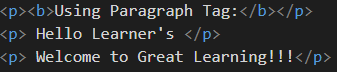 <p><b>Using Paragraph Tag:</b></p>
<p> Hello Learner's </p>
<p> Welcome to Great Learning!!!</p>